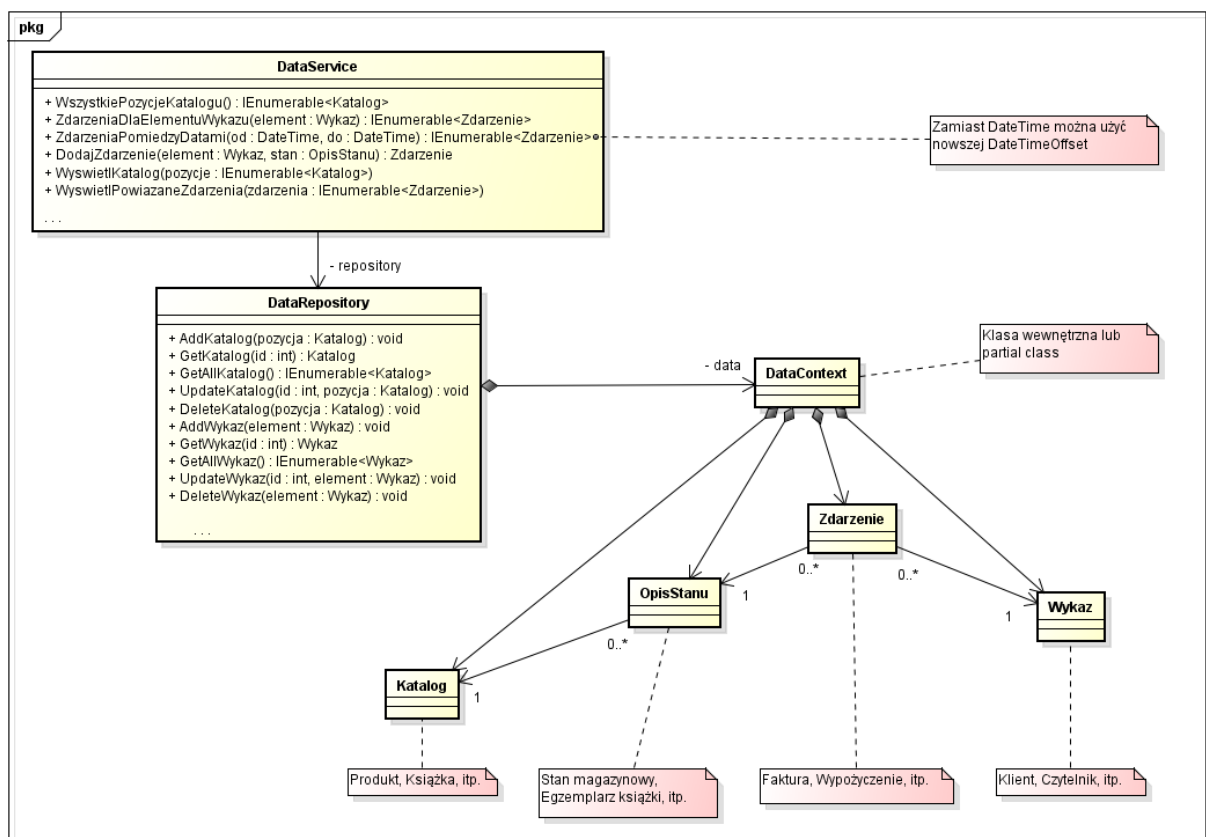 pkg
DataService
+ WszystkiePozycjeKatalogu() : IEnumerable<Katalog>
+ ZdarzeniaDlaElementuWykazu(element : Wykaz) : IEnumerable<Zdarzenie>
+ ZdarzeniaPomiedzyDatami(od : DateTime, do : DateTime) : IEnumerable<Zdarzenie>
+ DodajZdarzenie(element : Wykaz, stan : OpisStanu) : Zdarzenie
+ WyswietlKatalog(pozycje : IEnumerable<Katalog>)
+ WyswietlPowiazaneZdarzenia(zdarzenia : IEnumerable<Zdarzenie>)
. . .
Zamiast DateTime można użyć
nowszej DateTimeOffset
- repository
DataRepository
+ AddKatalog(pozycja : Katalog) : void
+ GetKatalog(id : int) : Katalog
+ GetAllKatalog() : IEnumerable<Katalog>
+ UpdateKatalog(id : int, pozycja : Katalog) : void
+ DeleteKatalog(pozycja : Katalog) : void
+ AddWykaz(element : Wykaz) : void
+ GetWykaz(id : int) : Wykaz
+ GetAllWykaz() : IEnumerable<Wykaz>
+ UpdateWykaz(id : int, element : Wykaz) : void
+ DeleteWykaz(element : Wykaz) : void
. . .
- data
DataContext
Klasa wewnętrzna lub
partial class
Zdarzenie
0..*
0..*
OpisStanu
1
Wykaz
1
0..*
Katalog
1
Produkt, Książka, itp.
Stan magazynowy,
Egzemplarz książki, itp.
Faktura, Wypożyczenie, itp.
Klient, Czytelnik, itp.